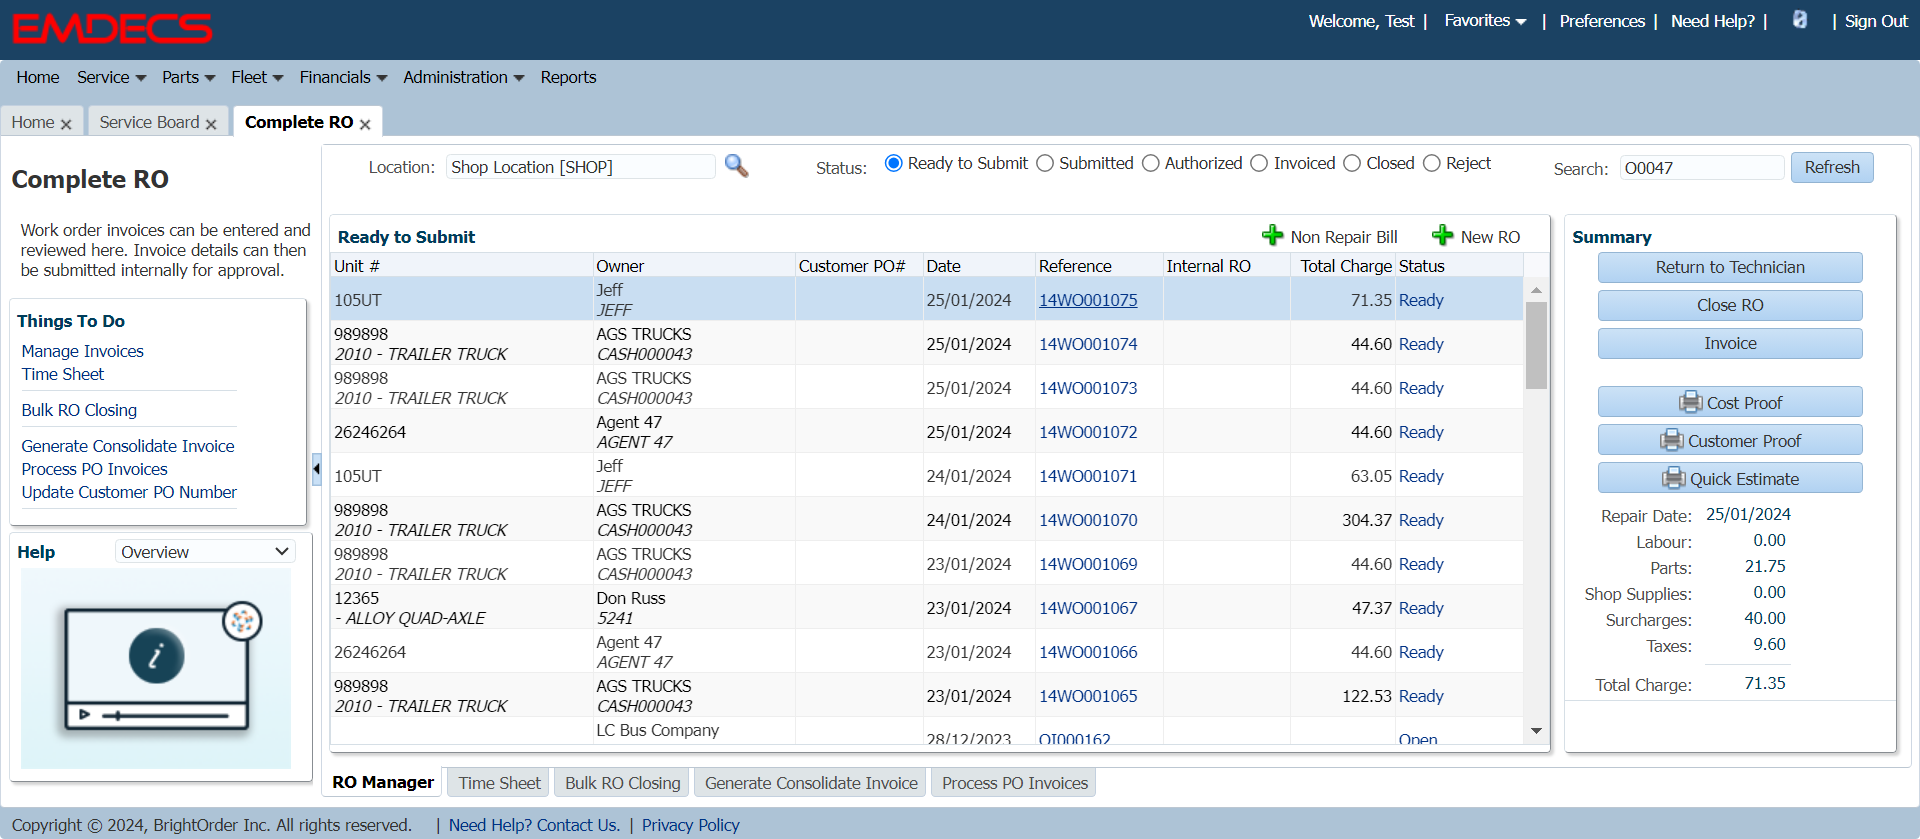 EMDECS
Welcome, Test | Favorites | Preferences | Need Help? | | Sign Out
Home Service Parts Fleet Financials Administration Reports
Home Service Board Complete RO
Complete RO
Work order invoices can be entered and
reviewed here. Invoice details can then
be submitted internally for approval.
Things To Do
Manage Invoices
Time Sheet
Bulk RO Closing
Generate Consolidate Invoice
Process PO Invoices
Update Customer PO Number
Help Overview
Location: Shop Location [SHOP] Status: Ready to Submit Submitted Authorized Invoiced Closed Reject Search: O0047 Refresh
Ready to Submit Non Repair Bill New RO
Unit # Owner Customer PO# Date Reference Internal RO Total Charge Status
105UT Jeff 25/01/2024 14WO001075 71.35 Ready
JEFF
989898 AGS TRUCKS 25/01/2024 14WO001074 44.60 Ready
2010 - TRAILER TRUCK CASH000043
989898 AGS TRUCKS 25/01/2024 14WO001073 44.60 Ready
2010 - TRAILER TRUCK CASH000043
26246264 Agent 47 25/01/2024 14WO001072 44.60 Ready
AGENT 47
105UT Jeff 24/01/2024 14WO001071 63.05 Ready
JEFF
989898 AGS TRUCKS 24/01/2024 14WO001070 304.37 Ready
2010 - TRAILER TRUCK CASH000043
989898 AGS TRUCKS 23/01/2024 14WO001069 44.60 Ready
2010 - TRAILER TRUCK CASH000043
12365 Don Russ 23/01/2024 14WO001067 47.37 Ready
- ALLOY QUAD-AXLE 5241
26246264 Agent 47 23/01/2024 14WO001066 44.60 Ready
AGENT 47
989898 AGS TRUCKS 23/01/2024 14WO001065 122.53 Ready
2010 - TRAILER TRUCK CASH000043
LC Bus Company 28/12/2023 OI000162 Open
Summary
Return to Technician
Close RO
Invoice
Cost Proof
Customer Proof
Quick Estimate
Repair Date: 25/01/2024
Labour: 0.00
Parts: 21.75
Shop Supplies: 0.00
Surcharges: 40.00
Taxes: 9.60
Total Charge: 71.35
RO Manager Time Sheet Bulk RO Closing Generate Consolidate Invoice Process PO Invoices
Copyright © 2024, BrightOrder Inc. All rights reserved. | Need Help? Contact Us. | Privacy Policy